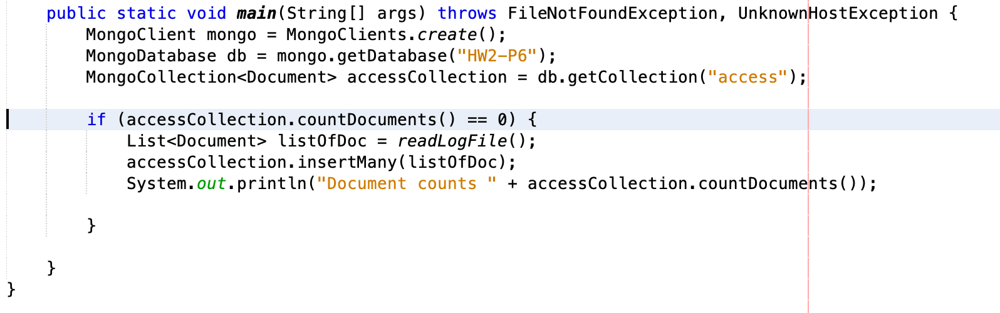 public static void main(String[] args) throws FileNotFoundException, UnknownHostException {
MongoClient mongo = MongoClients.create();
MongoDatabase db = mongo.getDatabase("HW2-P6");
MongoCollection<Document> accessCollection = db.getCollection("access");
if (accessCollection.countDocuments() == 0) {
List<Document> listOfDoc = readLogFile();
accessCollection.insertMany(listOfDoc);
System.out.println("Document counts " + accessCollection.countDocuments());
}
}
}